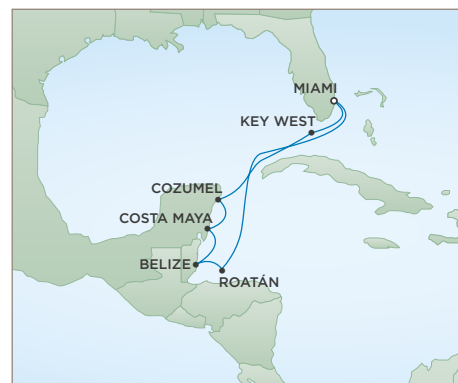 MIAMI
KEY WEST
COZUMEL
COSTA MAYA
BELIZE
ROATÁN